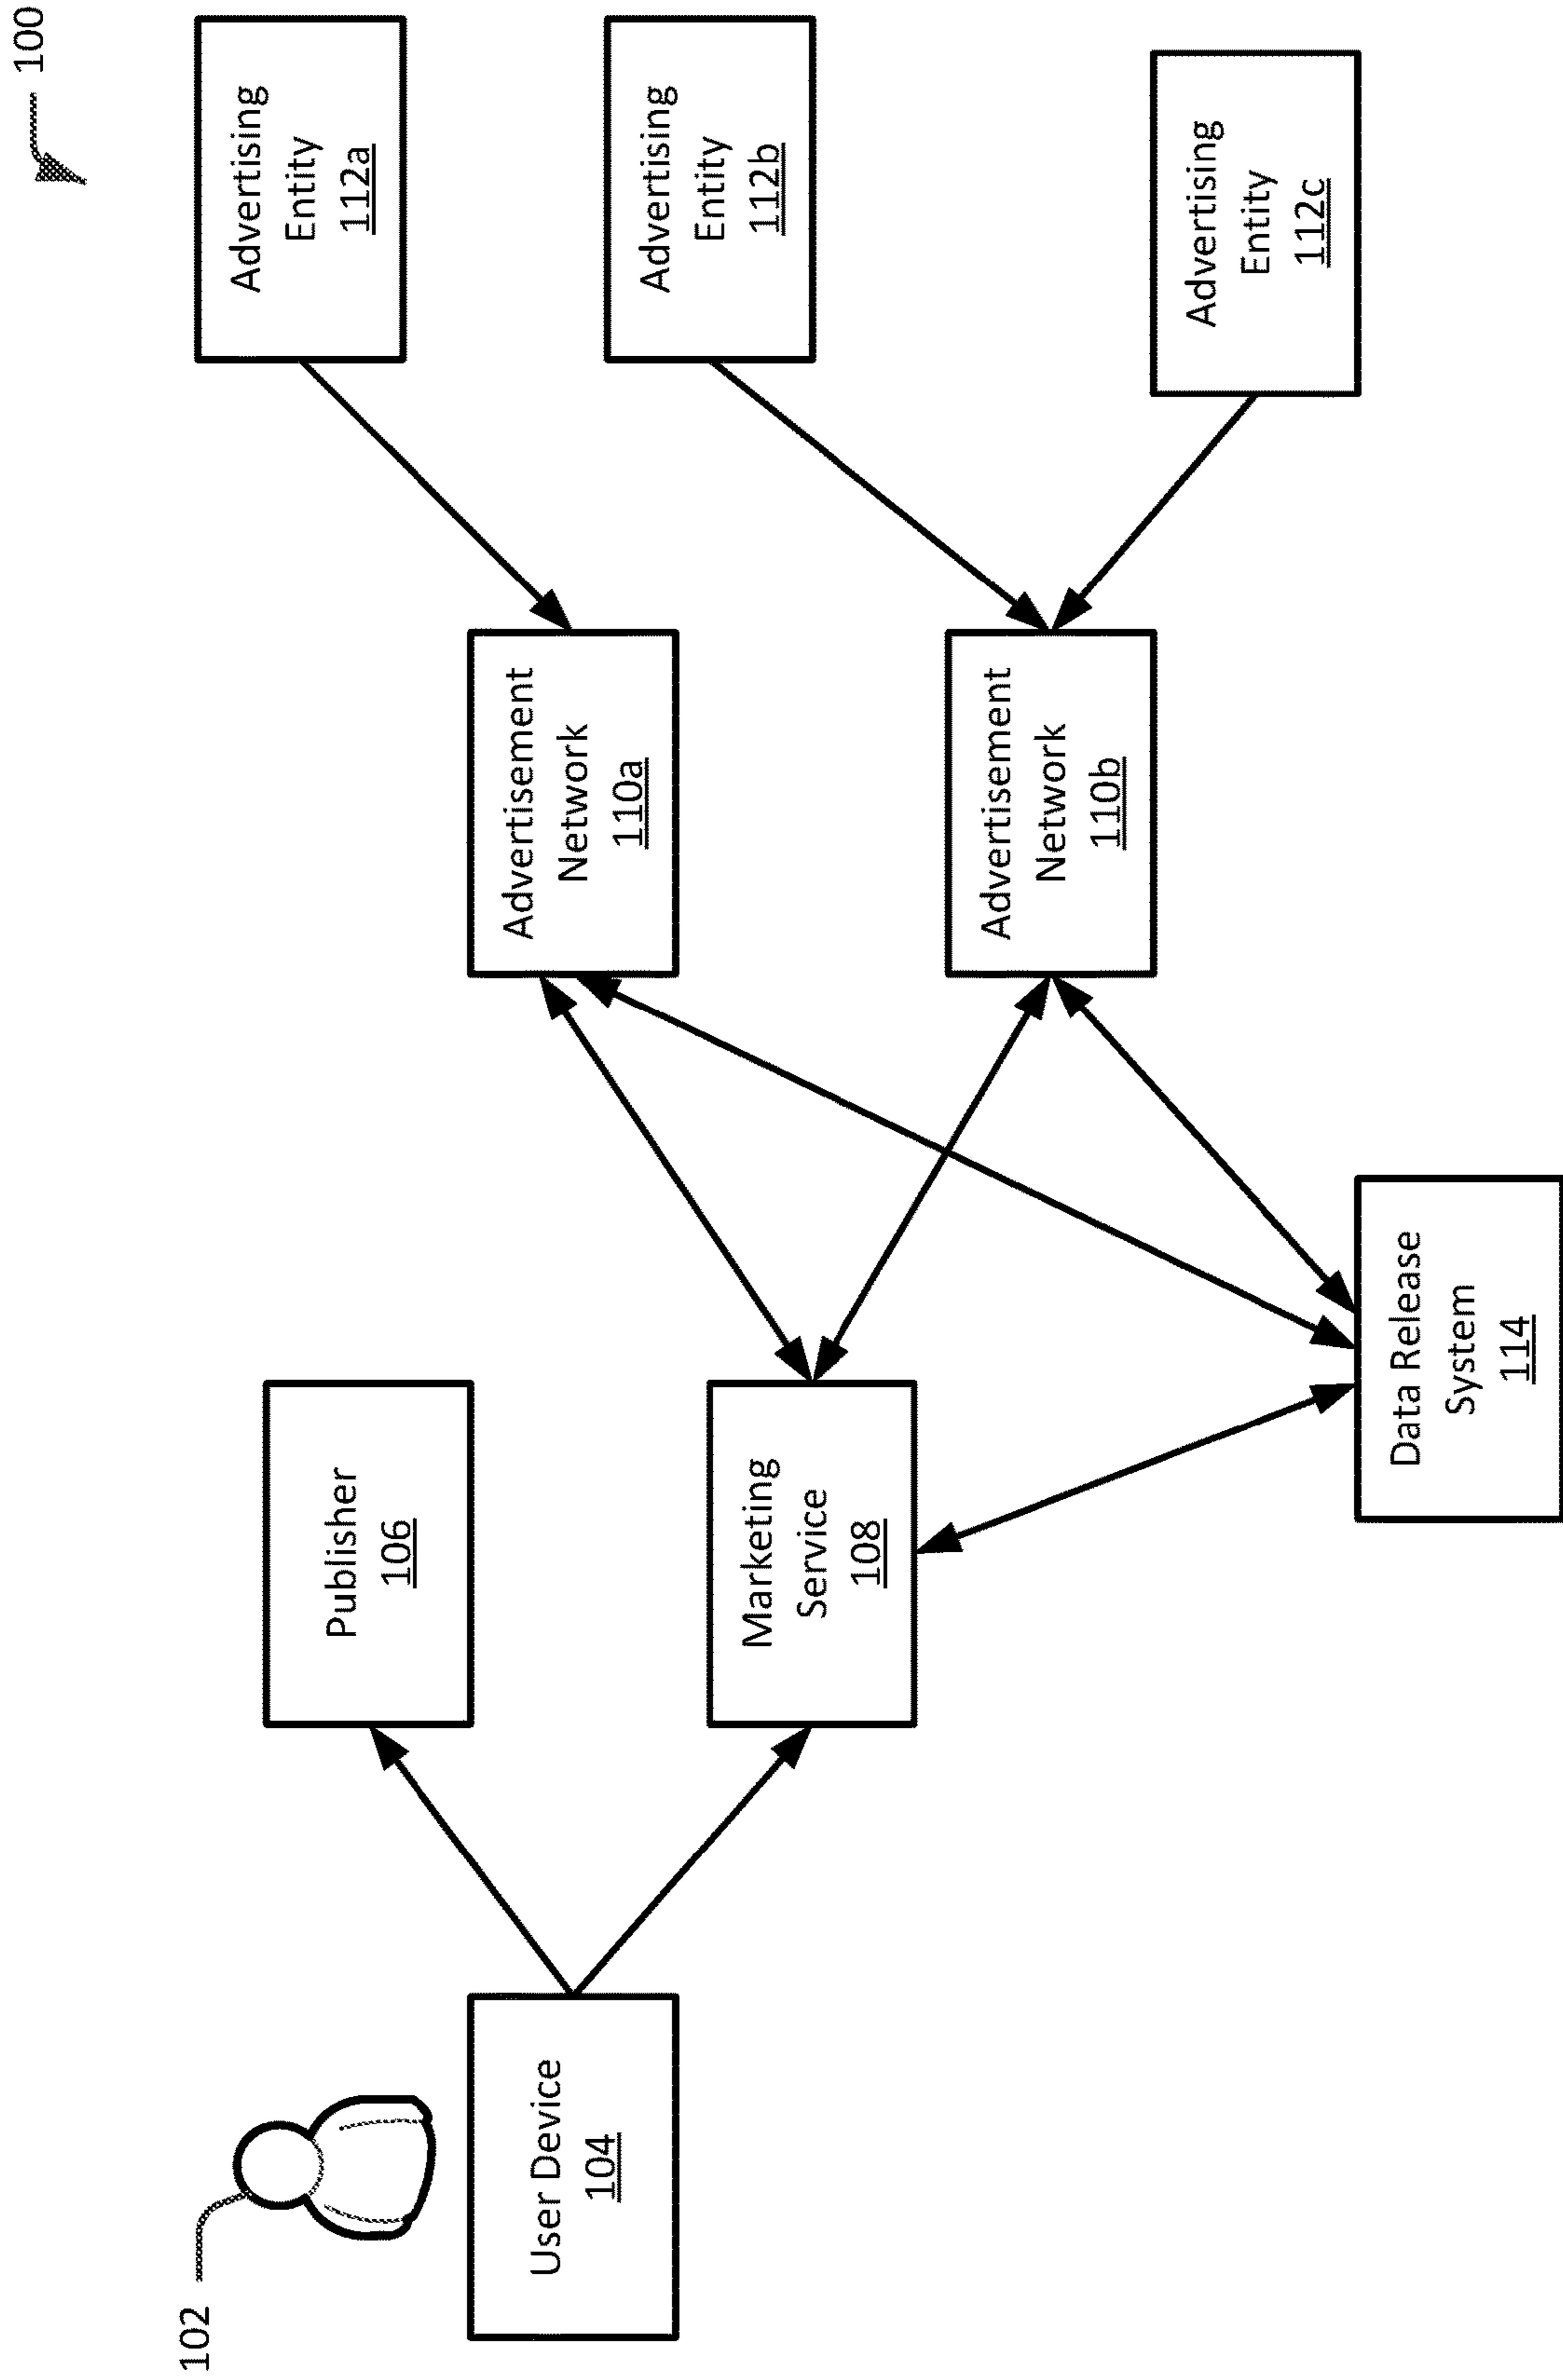 100
102
User Device
104
Publisher
106
Marketing
Service
108
Data Release
System
114
Advertisement
Network
110a
Advertisement
Network
110b
Advertising
Entity
112a
Advertising
Entity
112b
Advertising
Entity
112c